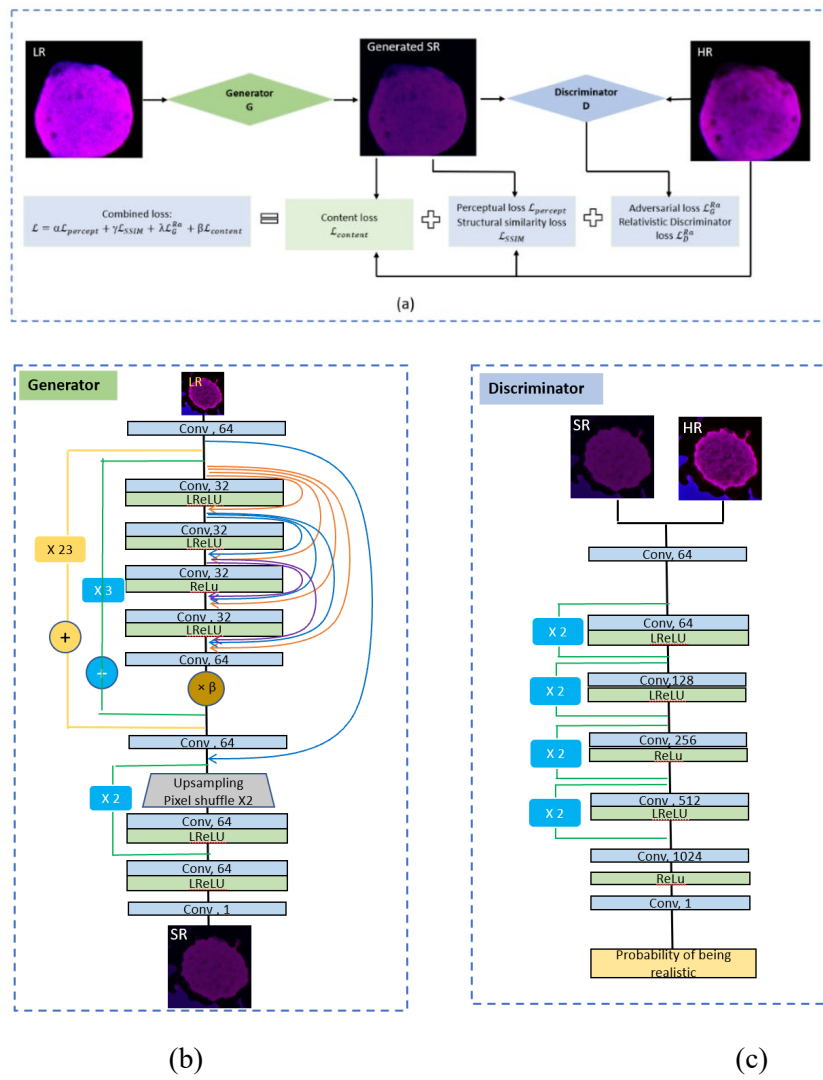 LR
Generated SR
HR
Generator
G
Discriminator
D
Combined loss:
ℒ = αℒ_percept + γℒ_SSIM + λℒ_G^Ra + βℒ_content
=
Content loss
ℒ_content
+
Perceptual loss ℒ_percept
Structural similarity loss
ℒ_SSIM
+
Adversarial loss ℒ_G^Ra
Relativistic Discriminator
loss ℒ_D^Ra
(a)
Generator
LR
Conv , 64
Conv, 32
LReLU
Conv,32
LReLU
X 23
Conv, 32
ReLu
X 3
Conv, 32
LReLU
+
Conv, 64
+
× β
Conv , 64
Upsampling
Pixel shuffle X2
X 2
Conv, 64
LReLU
Conv, 64
LReLU
Conv , 1
SR
(b)
Discriminator
SR
HR
Conv, 64
X 2
Conv, 64
LReLU
X 2
Conv,128
LReLU
X 2
Conv, 256
ReLu
X 2
Conv , 512
LReLU
Conv, 1024
ReLu
Conv, 1
Probability of being
realistic
(c)